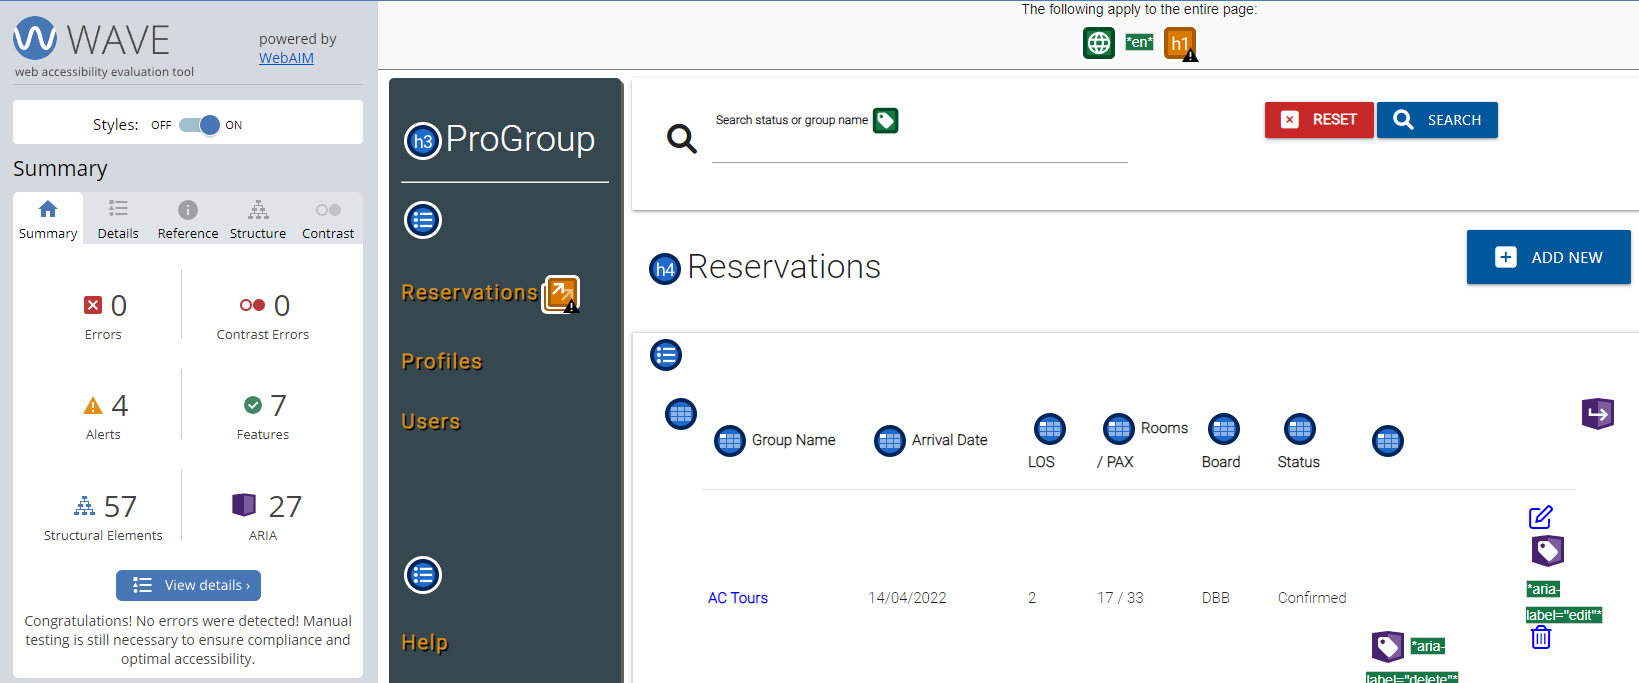 WAVE
web accessibility evaluation tool
powered by
WebAIM
Styles: OFF ON
Summary
Summary Details Reference Structure Contrast
0
Errors
0
Contrast Errors
4
Alerts
7
Features
57
Structural Elements
27
ARIA
View details ›
Congratulations! No errors were detected! Manual
testing is still necessary to ensure compliance and
optimal accessibility.
The following apply to the entire page:
*en* h1
h3 ProGroup
Reservations
Profiles
Users
Help
Search status or group name
RESET
SEARCH
h4 Reservations
ADD NEW
Group Name
Arrival Date
LOS
Rooms
/ PAX
Board
Status
AC Tours 14/04/2022 2 17 / 33 DBB Confirmed
*aria-
label="edit"*
*aria-
label="delete"*